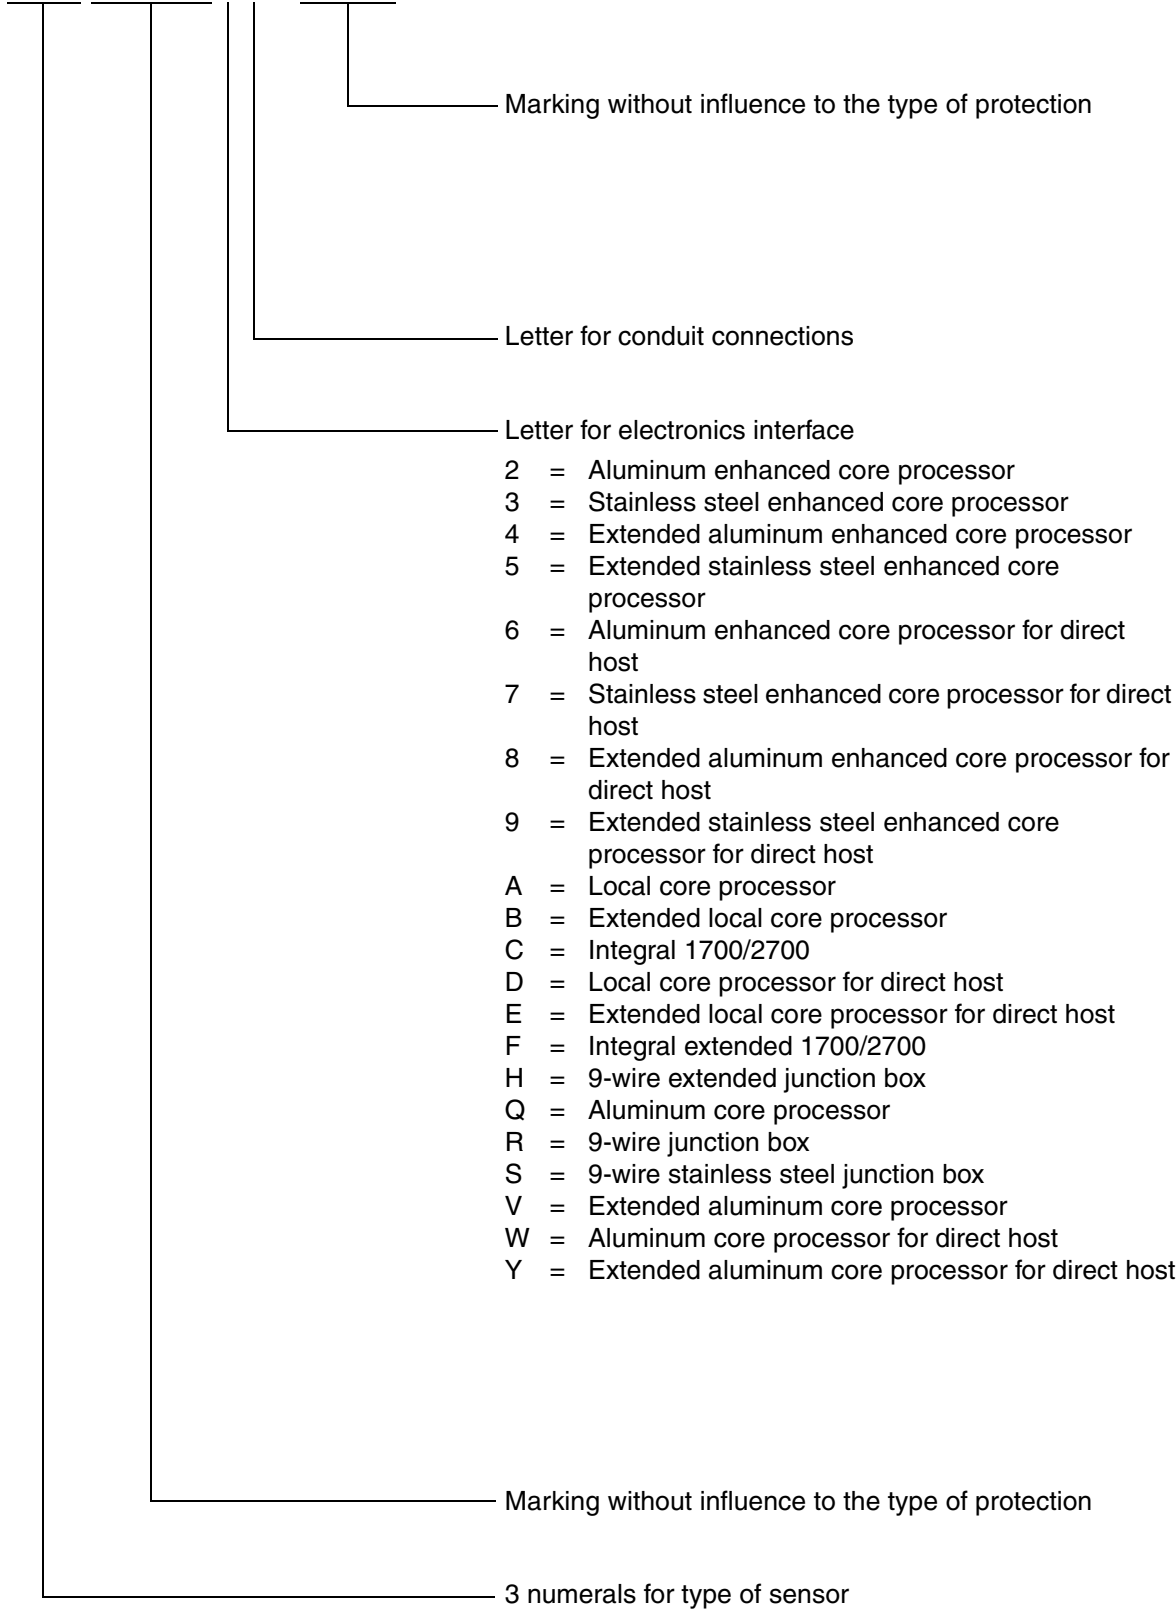 Marking without influence to the type of protection
Letter for conduit connections
Letter for electronics interface
2 = Aluminum enhanced core processor
3 = Stainless steel enhanced core processor
4 = Extended aluminum enhanced core processor
5 = Extended stainless steel enhanced core
processor
6 = Aluminum enhanced core processor for direct
host
7 = Stainless steel enhanced core processor for direct
host
8 = Extended aluminum enhanced core processor for
direct host
9 = Extended stainless steel enhanced core
processor for direct host
A = Local core processor
B = Extended local core processor
C = Integral 1700/2700
D = Local core processor for direct host
E = Extended local core processor for direct host
F = Integral extended 1700/2700
H = 9-wire extended junction box
Q = Aluminum core processor
R = 9-wire junction box
S = 9-wire stainless steel junction box
V = Extended aluminum core processor
W = Aluminum core processor for direct host
Y = Extended aluminum core processor for direct host
Marking without influence to the type of protection
3 numerals for type of sensor